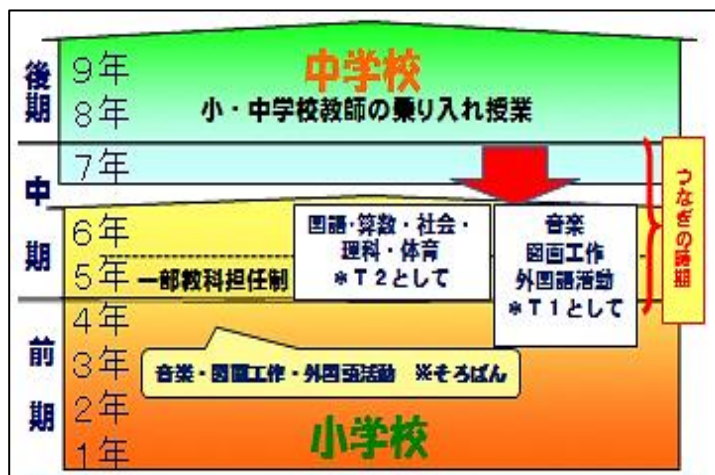 後期
9年
中学校
8年
小・中学校教師の乗り入れ授業
7年
中期
6年
5年
一部教科担任制
国語・算数・社会・
理科・体育
＊T2として
音楽
図画工作
外国語活動
＊T1として
つなぎの時期
前期
4年
3年
音楽・図画工作・外国語活動　※そろばん
2年
小学校
1年